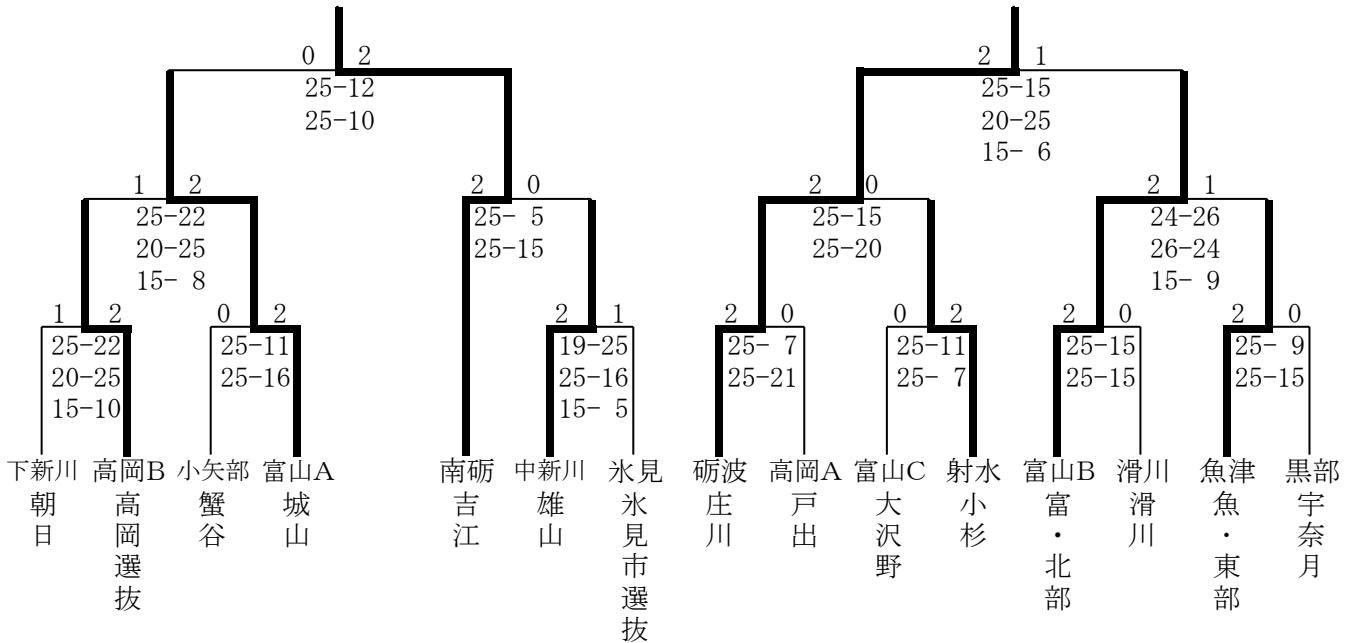 0 2 2 1
25-12 25-15
25-10 20-25
15- 6
1 2 2 0 2 0 2 1
25-22 25- 5 25-15 24-26
20-25 25-15 25-20 26-24
15- 8 15- 9
1 2 0 2 2 1 2 0 0 2 2 0 2 0
25-22 25-11 19-25 25- 7 25-11 25-15 25- 9
20-25 25-16 25-16 25-21 25- 7 25-15 25-15
15-10 15- 5
下新川 高岡B 小矢部 富山A 南砺 中新川 氷見 砺波 高岡A 富山C 射水 富山B 滑川 魚津 黒部
朝日
高岡選抜
蟹谷
城山
吉江
雄山
氷見市選抜
庄川
戸出
大沢野
小杉
富・北部
滑川
魚・東部
宇奈月